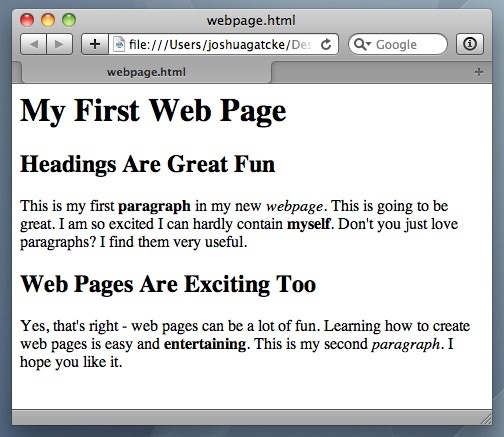 webpage.html
file:///Users/joshuagatcke/Des
Google
webpage.html
My First Web Page
Headings Are Great Fun
This is my first paragraph in my new webpage. This is going to be
great. I am so excited I can hardly contain myself. Don't you just love
paragraphs? I find them very useful.
Web Pages Are Exciting Too
Yes, that's right - web pages can be a lot of fun. Learning how to create
web pages is easy and entertaining. This is my second paragraph. I
hope you like it.